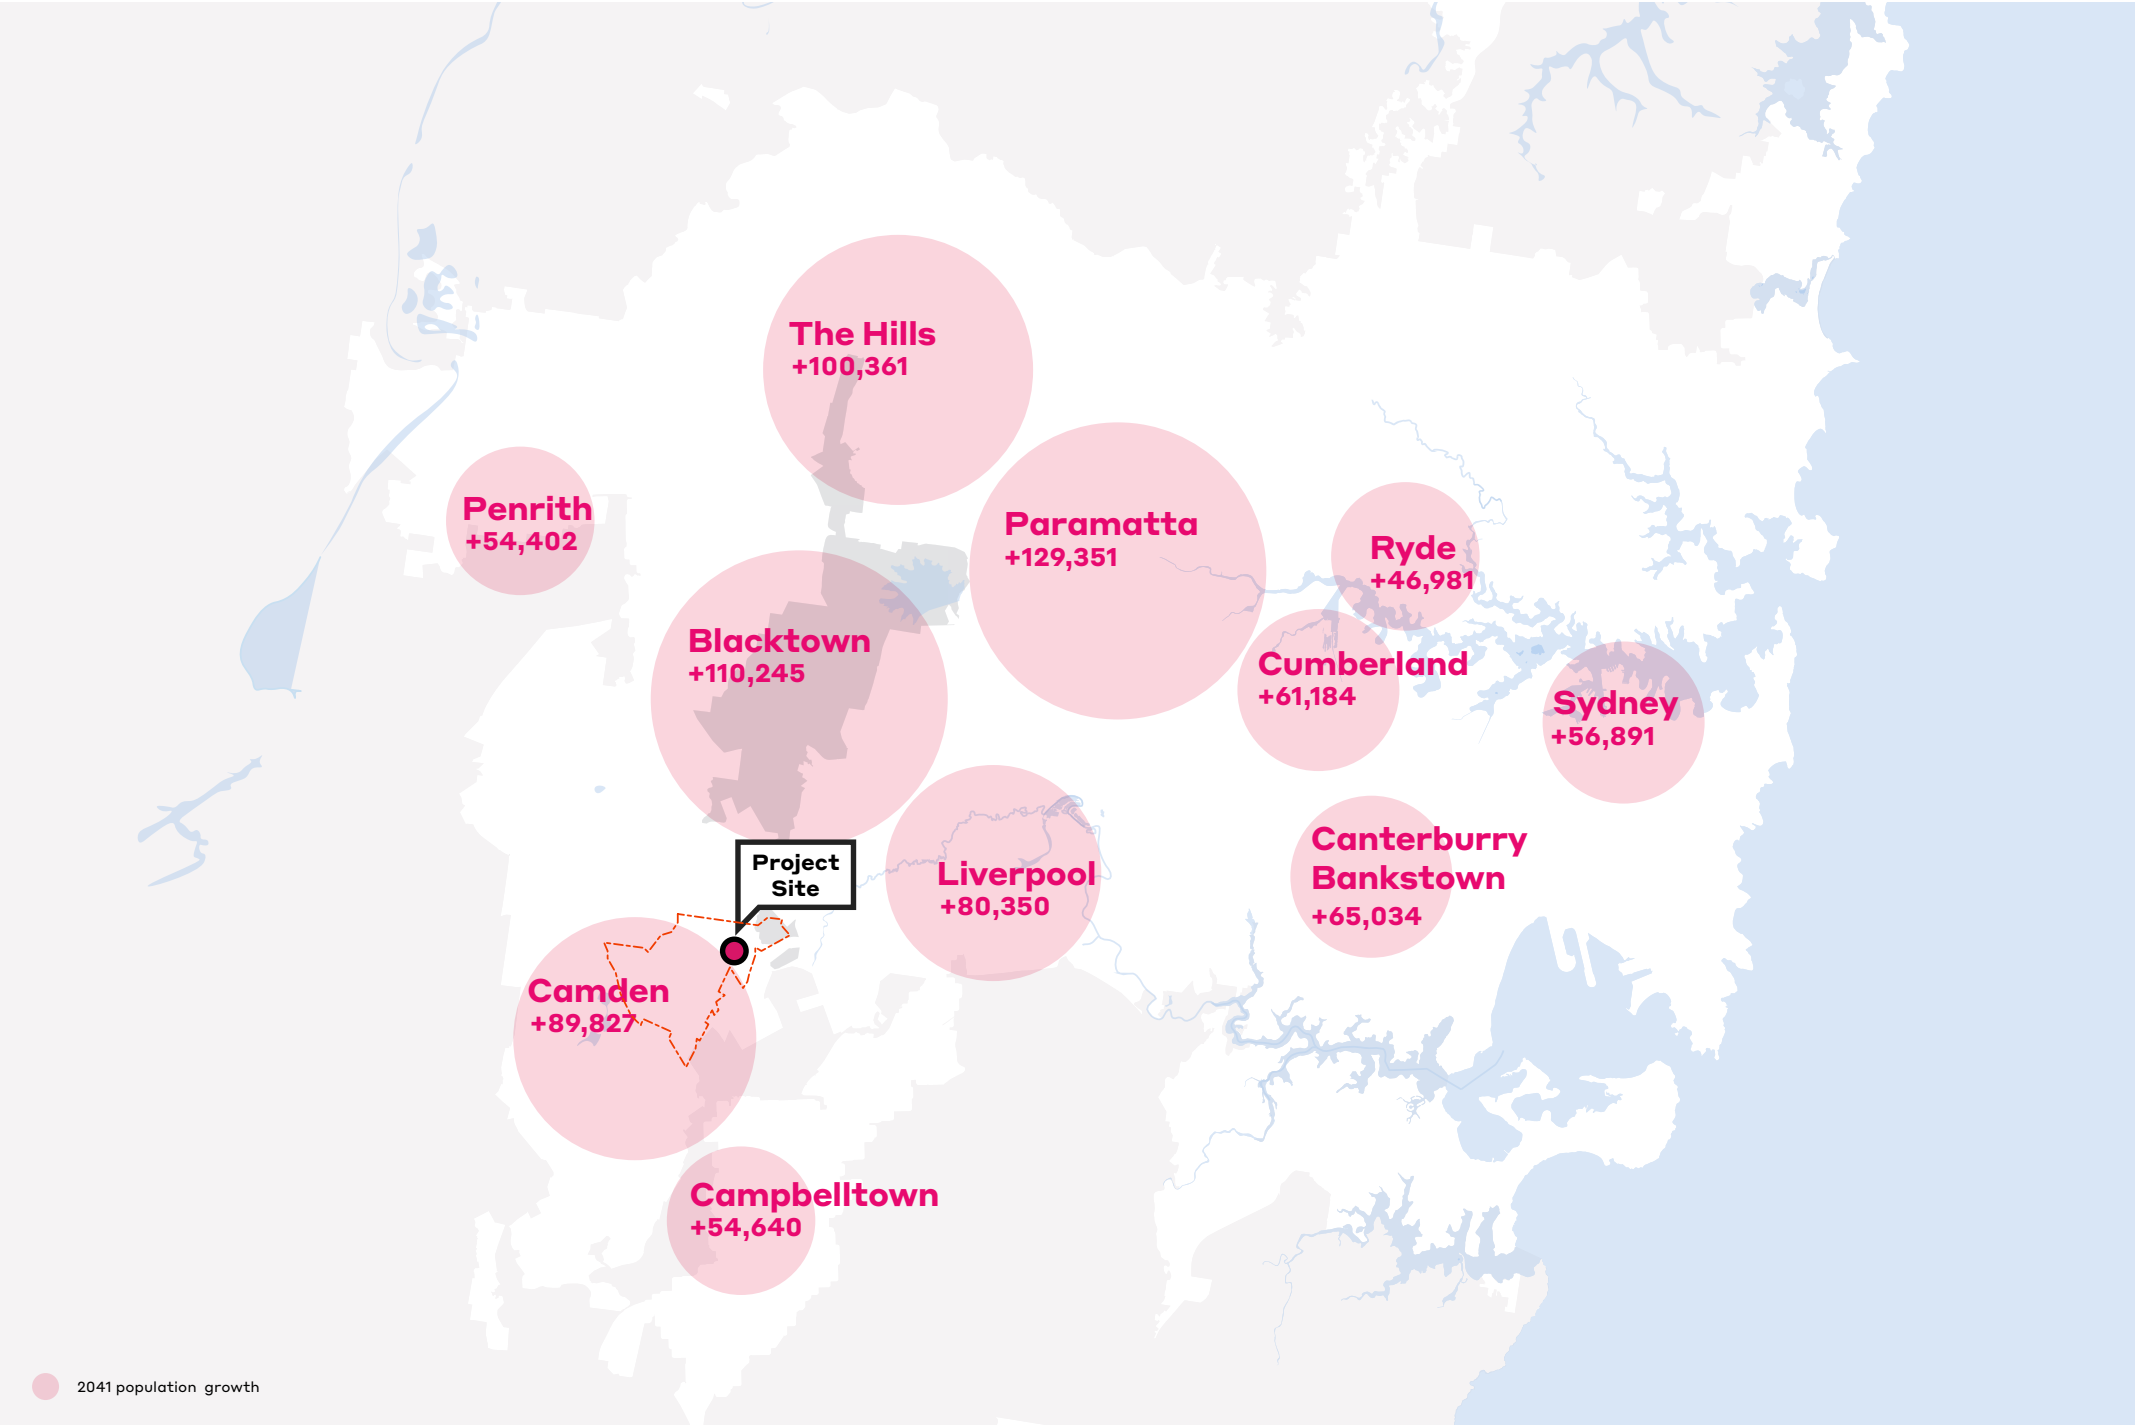 The Hills
+100,361
Penrith
+54,402
Paramatta
+129,351
Ryde
+46,981
Blacktown
+110,245
Cumberland
+61,184
Sydney
+56,891
Canterburry
Bankstown
+65,034
Project
Site
Liverpool
+80,350
Camden
+89,827
Campbelltown
+54,640
2041 population growth